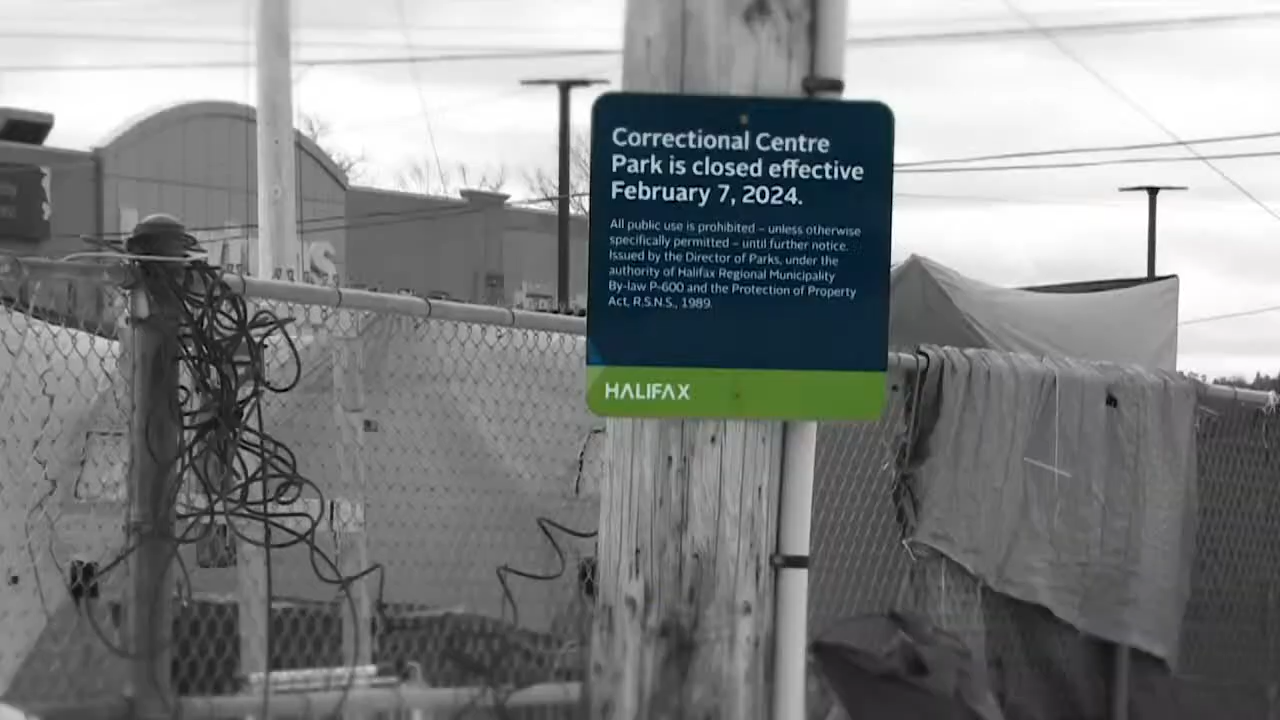 Correctional Centre
Park is closed effective
February 7, 2024.
All public use is prohibited – unless otherwise
specifically permitted – until further notice.
Issued by the Director of Parks, under the
authority of Halifax Regional Municipality
By-law P-600 and the Protection of Property
Act, R.S.N.S., 1989.
HALIFAX